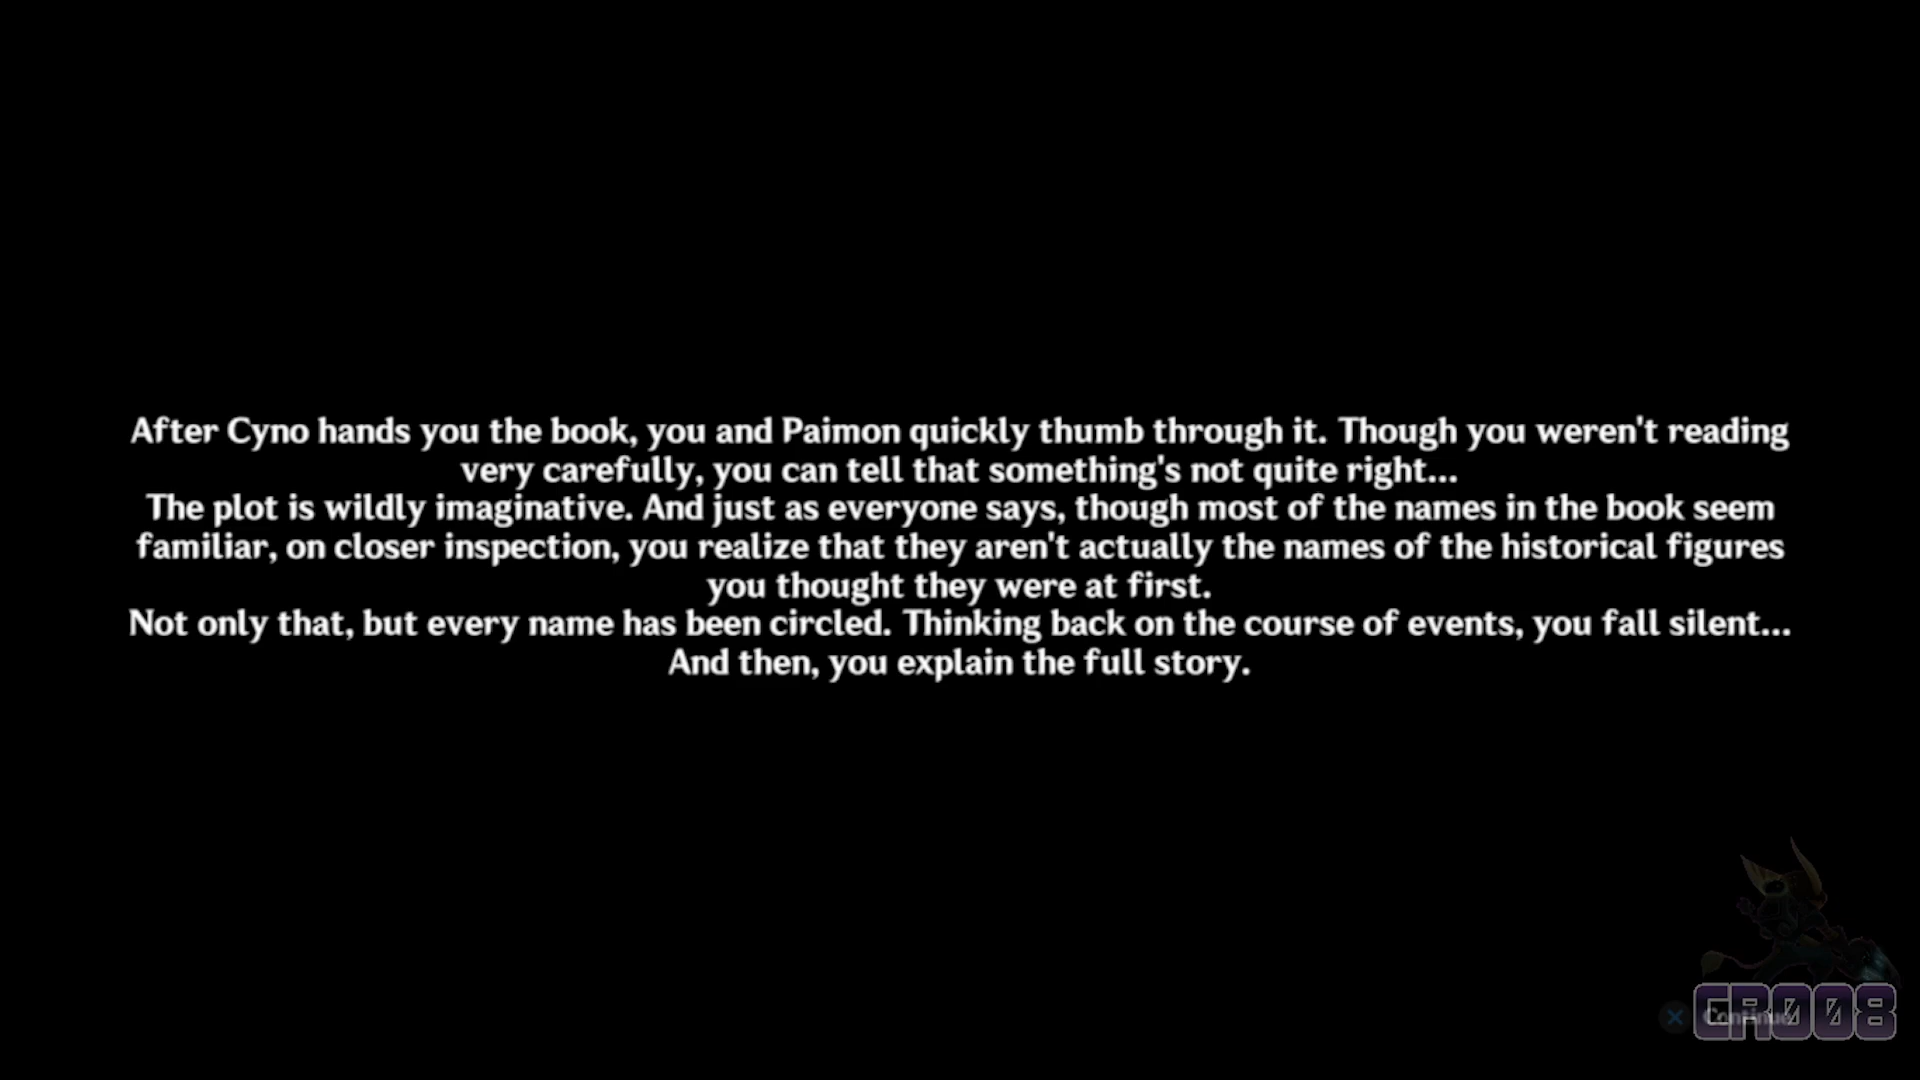 After Cyno hands you the book, you and Paimon quickly thumb through it. Though you weren't reading
very carefully, you can tell that something's not quite right...
The plot is wildly imaginative. And just as everyone says, though most of the names in the book seem
familiar, on closer inspection, you realize that they aren't actually the names of the historical figures
you thought they were at first.
Not only that, but every name has been circled. Thinking back on the course of events, you fall silent...
And then, you explain the full story.
Continue
GR008